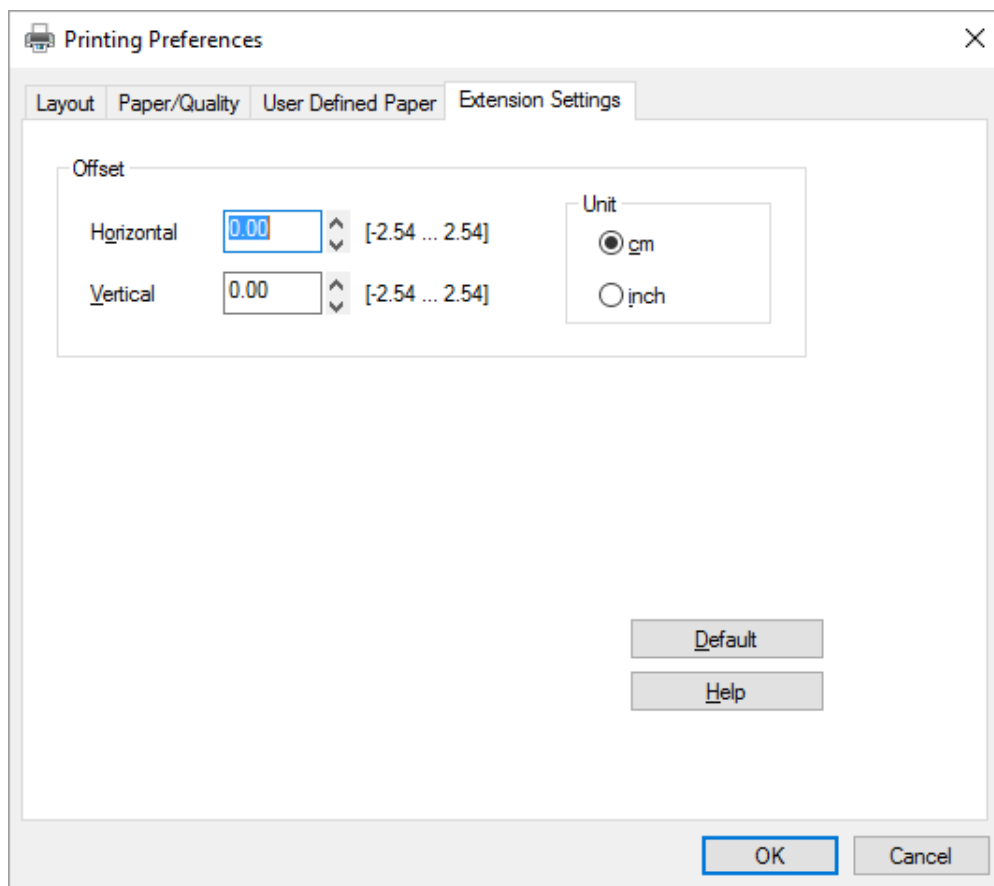 Printing Preferences
Layout Paper/Quality User Defined Paper Extension Settings
Offset
Unit
Horizontal 0.00 [-2.54 ... 2.54]
cm
Vertical 0.00 [-2.54 ... 2.54]
inch
Default
Help
OK Cancel